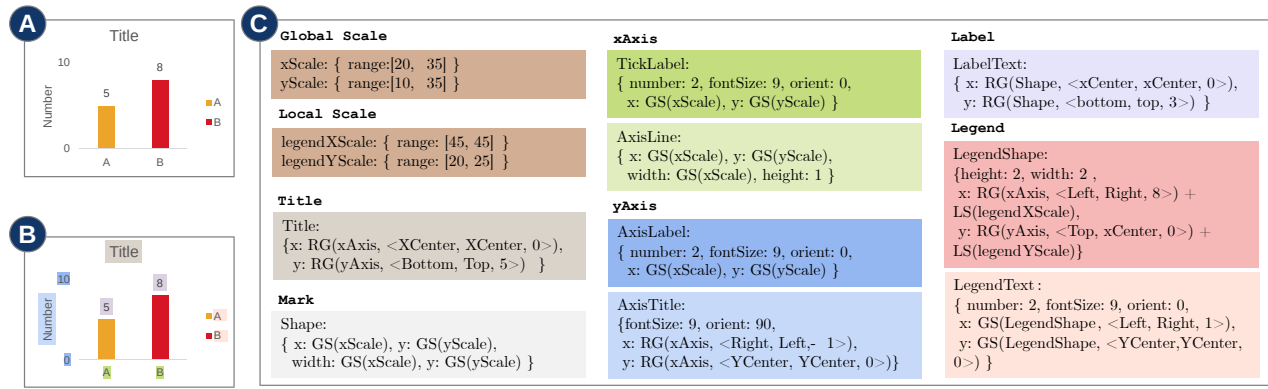 A
Title
10
8
5
Number
A
B
0
A
B
B
Title
10
8
5
Number
A
B
0
A
B
C
Global Scale
xScale: { range:[20, 35] }
yScale: { range:[10, 35] }
Local Scale
legendXScale: { range: [45, 45] }
legendYScale: { range: [20, 25] }
Title
Title:
{x: RG(xAxis, <XCenter, XCenter, 0>),
y: RG(yAxis, <Bottom, Top, 5>) }
Mark
Shape:
{ x: GS(xScale), y: GS(yScale),
width: GS(xScale), y: GS(yScale) }
xAxis
TickLabel:
{ number: 2, fontSize: 9, orient: 0,
x: GS(xScale), y: GS(yScale) }
AxisLine:
{ x: GS(xScale), y: GS(yScale),
width: GS(xScale), height: 1 }
yAxis
AxisLabel:
{ number: 2, fontSize: 9, orient: 0,
x: GS(xScale), y: GS(yScale) }
AxisTitle:
{fontSize: 9, orient: 90,
x: RG(xAxis, <Right, Left,- 1>),
y: RG(xAxis, <YCenter, YCenter, 0>)}
Label
LabelText:
{ x: RG(Shape, <xCenter, xCenter, 0>),
y: RG(Shape, <bottom, top, 3>) }
Legend
LegendShape:
{height: 2, width: 2 ,
x: RG(xAxis, <Left, Right, 8>) +
LS(legendXScale),
y: RG(yAxis, <Top, xCenter, 0>) +
LS(legendYScale)}
LegendText:
{ number: 2, fontSize: 9, orient: 0,
x: GS(LegendShape, <Left, Right, 1>),
y: GS(LegendShape, <YCenter,YCenter,
0>) }